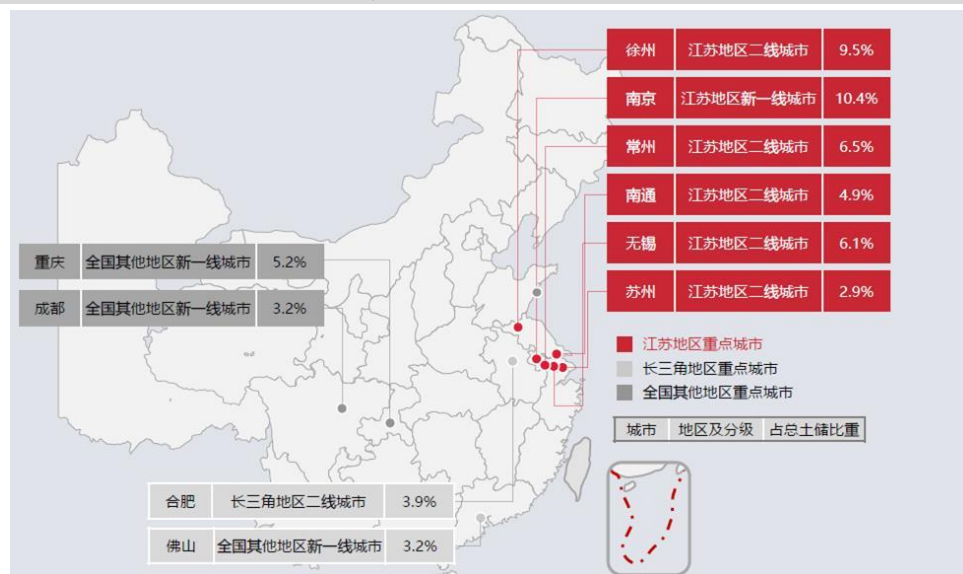 徐州 江苏地区二线城市 9.5%
南京 江苏地区新一线城市 10.4%
常州 江苏地区二线城市 6.5%
南通 江苏地区二线城市 4.9%
无锡 江苏地区二线城市 6.1%
苏州 江苏地区二线城市 2.9%
重庆 全国其他地区新一线城市 5.2%
成都 全国其他地区新一线城市 3.2%
江苏地区重点城市
长三角地区重点城市
全国其他地区重点城市
城市 地区及分级 占总土储比重
合肥 长三角地区二线城市 3.9%
佛山 全国其他地区新一线城市 3.2%